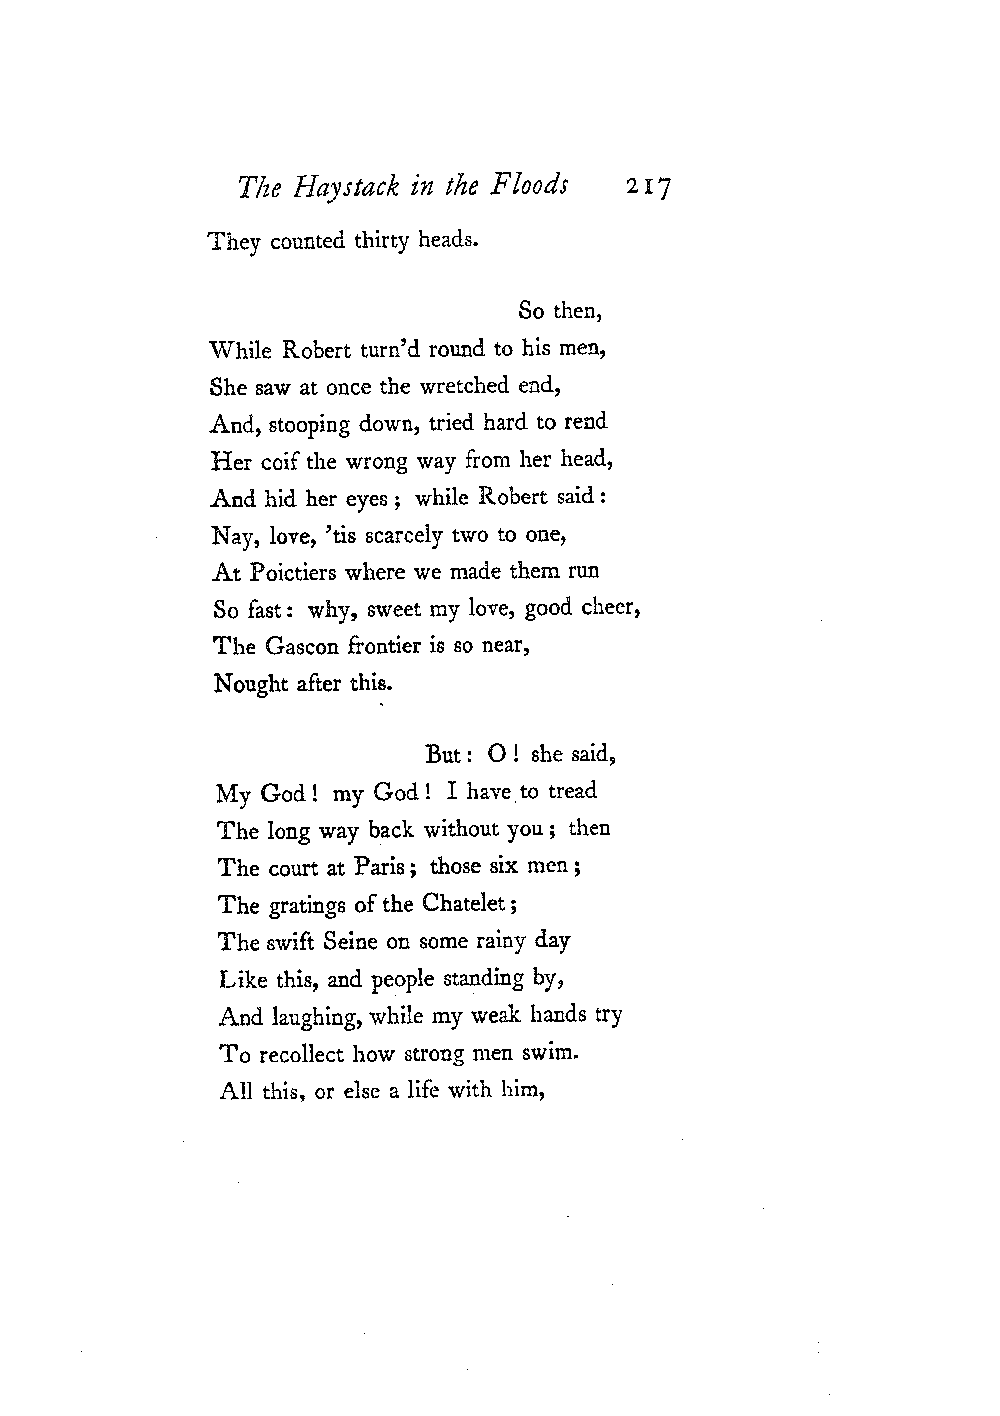 The Haystack in the Floods 217
They counted thirty heads.
So then,
While Robert turn’d round to his men,
She saw at once the wretched end,
And, stooping down, tried hard to rend
Her coif the wrong way from her head,
And hid her eyes ; while Robert said :
Nay, love, ’tis scarcely two to one,
At Poictiers where we made them run
So fast : why, sweet my love, good cheer,
The Gascon frontier is so near,
Nought after this.
But : O ! she said,
My God ! my God ! I have to tread
The long way back without you ; then
The court at Paris ; those six men ;
The gratings of the Chatelet ;
The swift Seine on some rainy day
Like this, and people standing by,
And laughing, while my weak hands try
To recollect how strong men swim.
All this, or else a life with him,